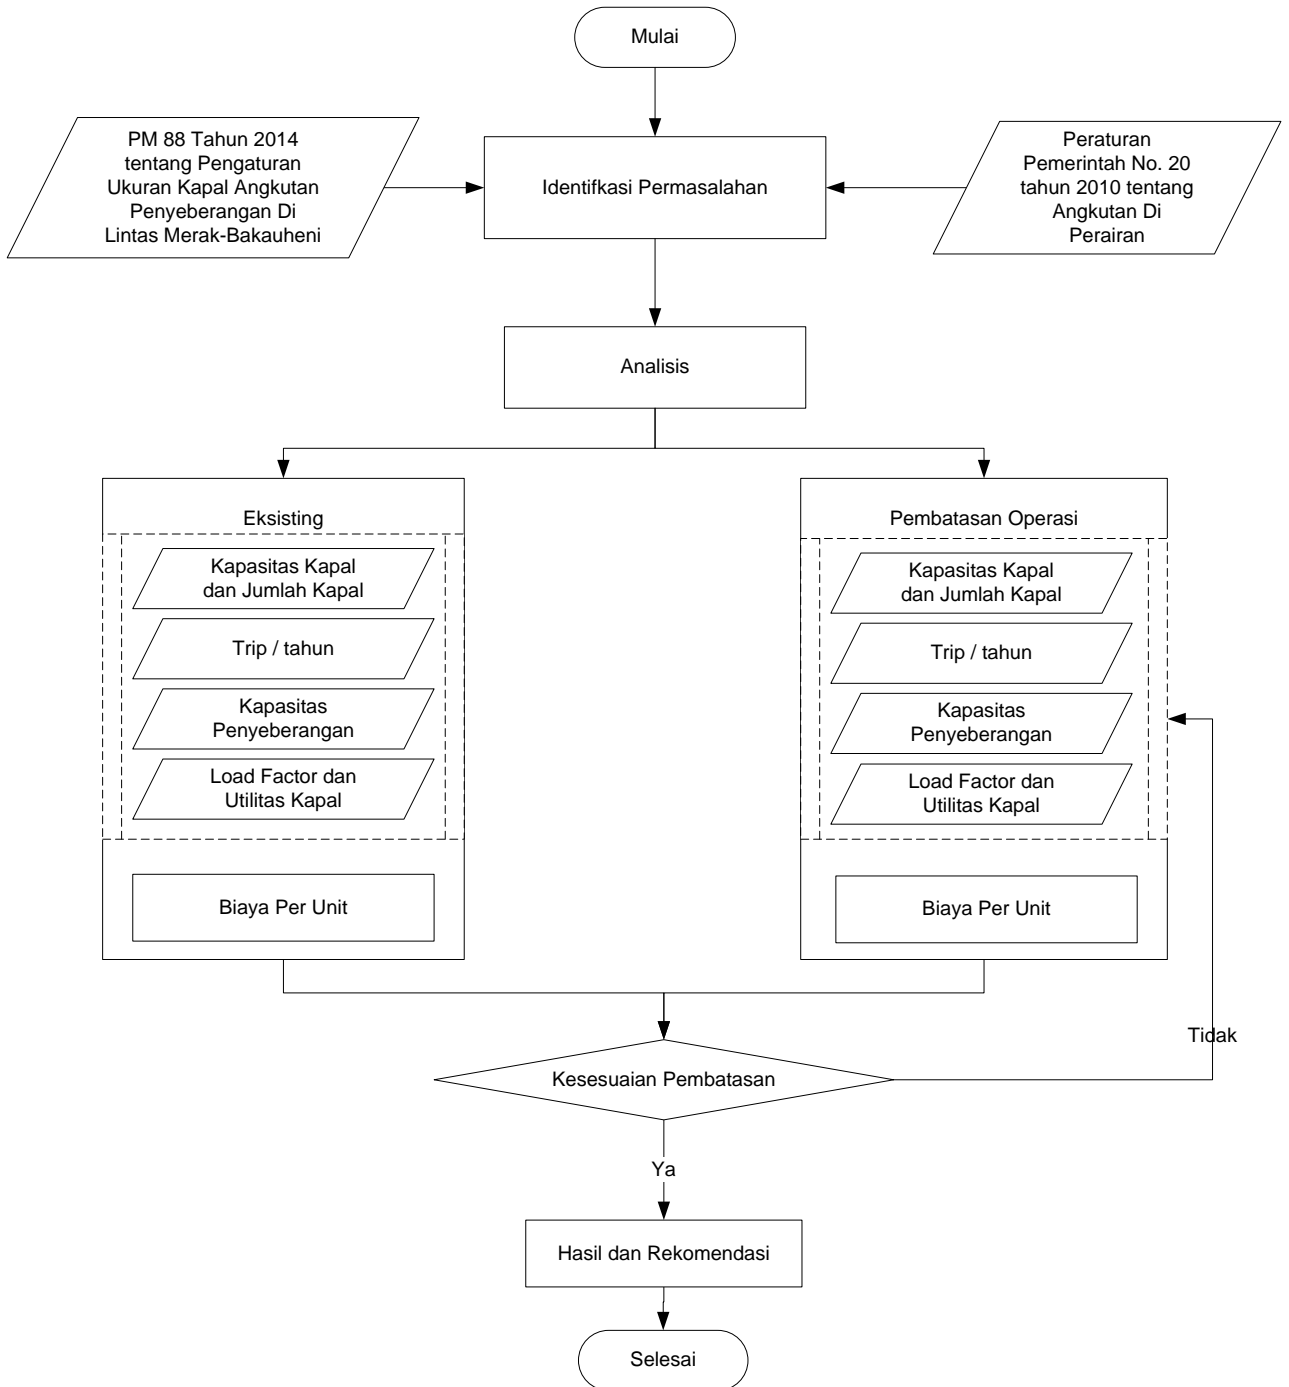 Mulai
PM 88 Tahun 2014
tentang Pengaturan
Ukuran Kapal Angkutan
Penyeberangan Di
Lintas Merak-Bakauheni
Identifkasi Permasalahan
Peraturan
Pemerintah No. 20
tahun 2010 tentang
Angkutan Di
Perairan
Analisis
Eksisting
Kapasitas Kapal
dan Jumlah Kapal
Trip / tahun
Kapasitas
Penyeberangan
Load Factor dan
Utilitas Kapal
Biaya Per Unit
Pembatasan Operasi
Kapasitas Kapal
dan Jumlah Kapal
Trip / tahun
Kapasitas
Penyeberangan
Load Factor dan
Utilitas Kapal
Biaya Per Unit
Tidak
Kesesuaian Pembatasan
Ya
Hasil dan Rekomendasi
Selesai